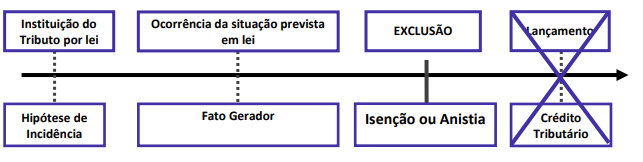 Instituição do
Tributo por lei
Ocorrência da situação prevista
em lei
EXCLUSÃO
Lançamento
Hipótese de
Incidência
Fato Gerador
Isenção ou Anistia
Crédito
Tributário